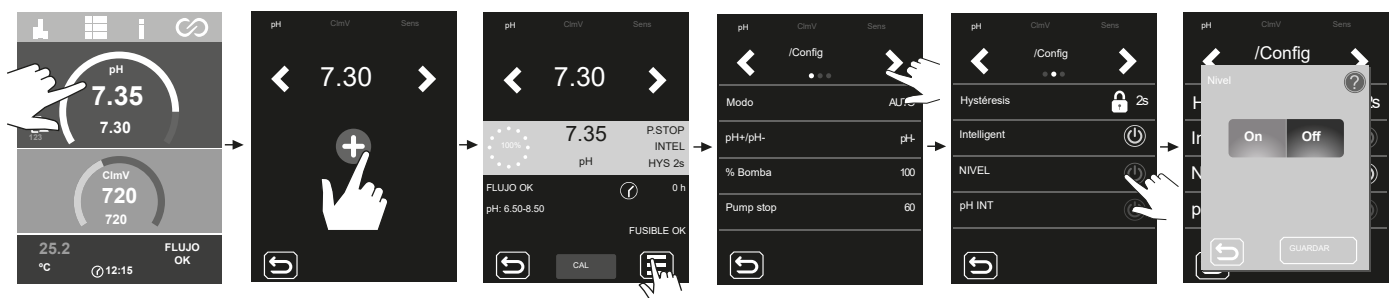 pH
7.35
7.30
123
ClmV
720
720
25.2
ºC
12:15
FLUJO
OK
pH ClmV Sens
7.30
pH ClmV Sens
7.30
100%
7.35
pH
P.STOP
INTEL
HYS 2s
FLUJO OK
0 h
pH: 6.50-8.50
FUSIBLE OK
CAL
pH ClmV Sens
/Config
Modo AUTO
pH+/pH- pH-
% Bomba 100
Pump stop 60
pH ClmV Sens
/Config
Hystéresis 2s
Intelligent
NIVEL
pH INT
pH ClmV Sens
/Config
Nivel ?
H s
In
N
p
On Off
GUARDAR